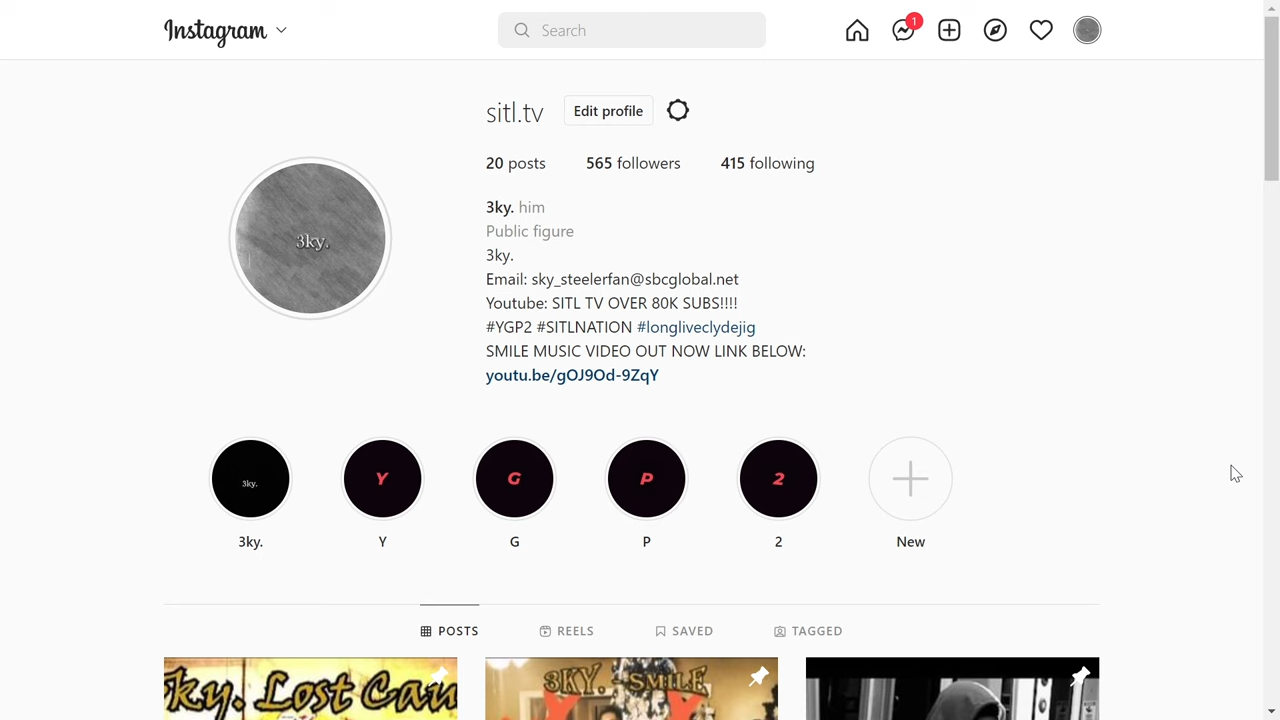 Instagram
Search
1
sitl.tv Edit profile
20 posts 565 followers 415 following
3ky.
3ky. him
Public figure
3ky.
Email: sky_steelerfan@sbcglobal.net
Youtube: SITL TV OVER 80K SUBS!!!!
#YGP2 #SITLNATION #longliveclydejig
SMILE MUSIC VIDEO OUT NOW LINK BELOW:
youtu.be/gOJ9Od-9ZqY
3ky. Y G P 2
3ky. Y G P 2 New
POSTS REELS SAVED TAGGED
ky. Lost Cau
3KY. - SMILE